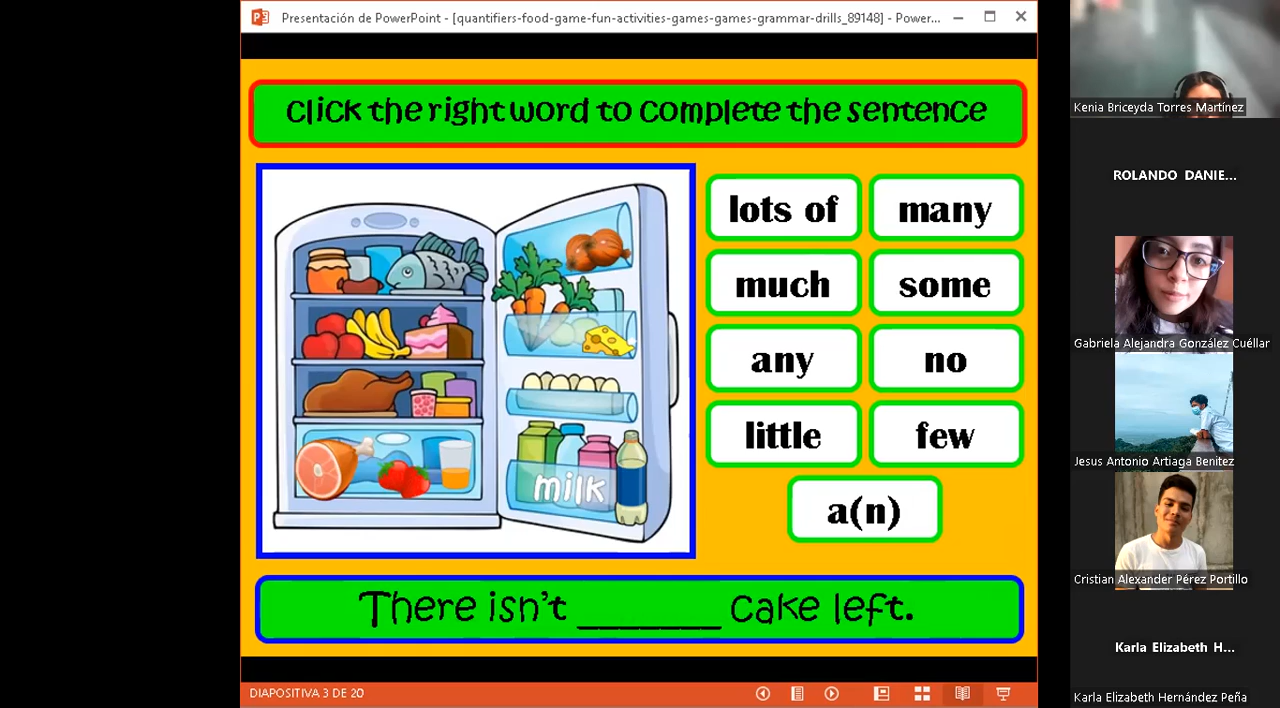 Presentación de PowerPoint - [quantifiers-food-game-fun-activities-games-games-grammar-drills_89148] - Power...
Click the right word to complete the sentence
lots of
many
much
some
any
no
little
few
a(n)
milk
There isn't _______ cake left.
DIAPOSITIVA 3 DE 20
Kenia Briceyda Torres Martínez
ROLANDO DANIE...
Gabriela Alejandra González Cuéllar
Jesus Antonio Artiaga Benitez
Cristian Alexander Pérez Portillo
Karla Elizabeth H...
Karla Elizabeth Hernández Peña